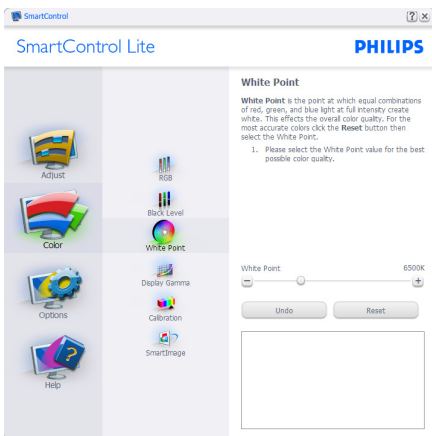 SmartControl
SmartControl Lite
PHILIPS
Adjust
Color
Options
Help
RGB
Black Level
White Point
Display Gamma
Calibration
SmartImage
White Point
White Point is the point at which equal combinations
of red, green, and blue light at full intensity create
white. This effects the overall color quality. For the
most accurate colors click the Reset button then
select the White Point.
1. Please select the White Point value for the best
possible color quality.
White Point 6500K
Undo Reset